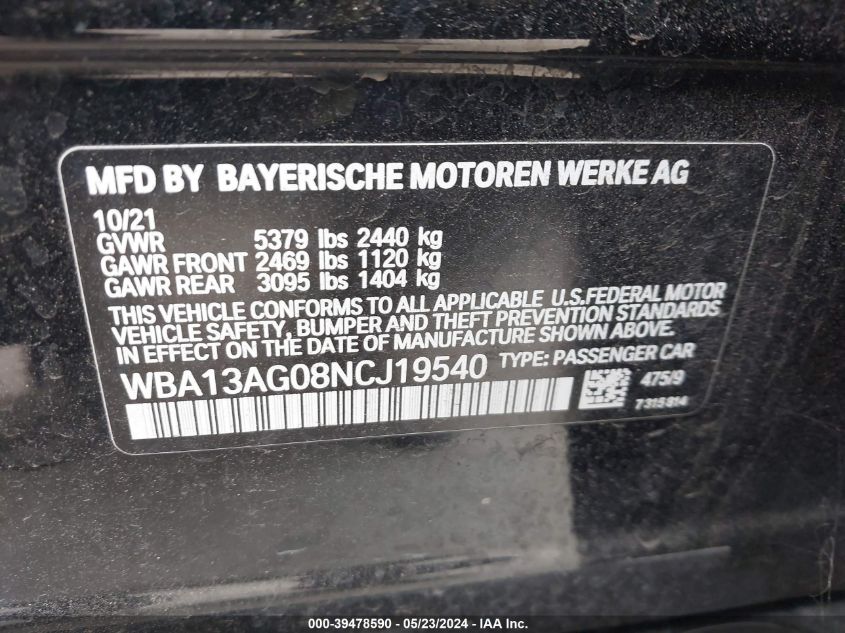 MFD BY BAYERISCHE MOTOREN WERKE AG
10/21
GVWR 5379 lbs 2440 kg
GAWR FRONT 2469 lbs 1120 kg
GAWR REAR 3095 lbs 1404 kg
THIS VEHICLE CONFORMS TO ALL APPLICABLE U.S.FEDERAL MOTOR
VEHICLE SAFETY, BUMPER AND THEFT PREVENTION STANDARDS
IN EFFECT ON THE DATE OF MANUFACTURE SHOWN ABOVE.
WBA13AG08NCJ19540 TYPE: PASSENGER CAR
475/9
7315814
000-39478590 - 05/23/2024 - IAA Inc.